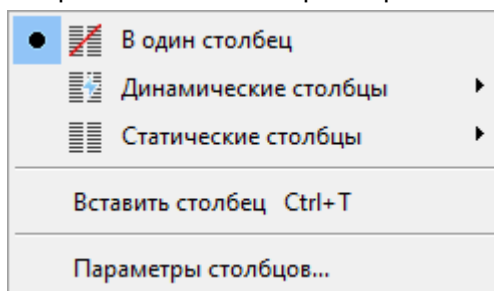 В один столбец
Динамические столбцы
Статические столбцы
Вставить столбец Ctrl+T
Параметры столбцов...